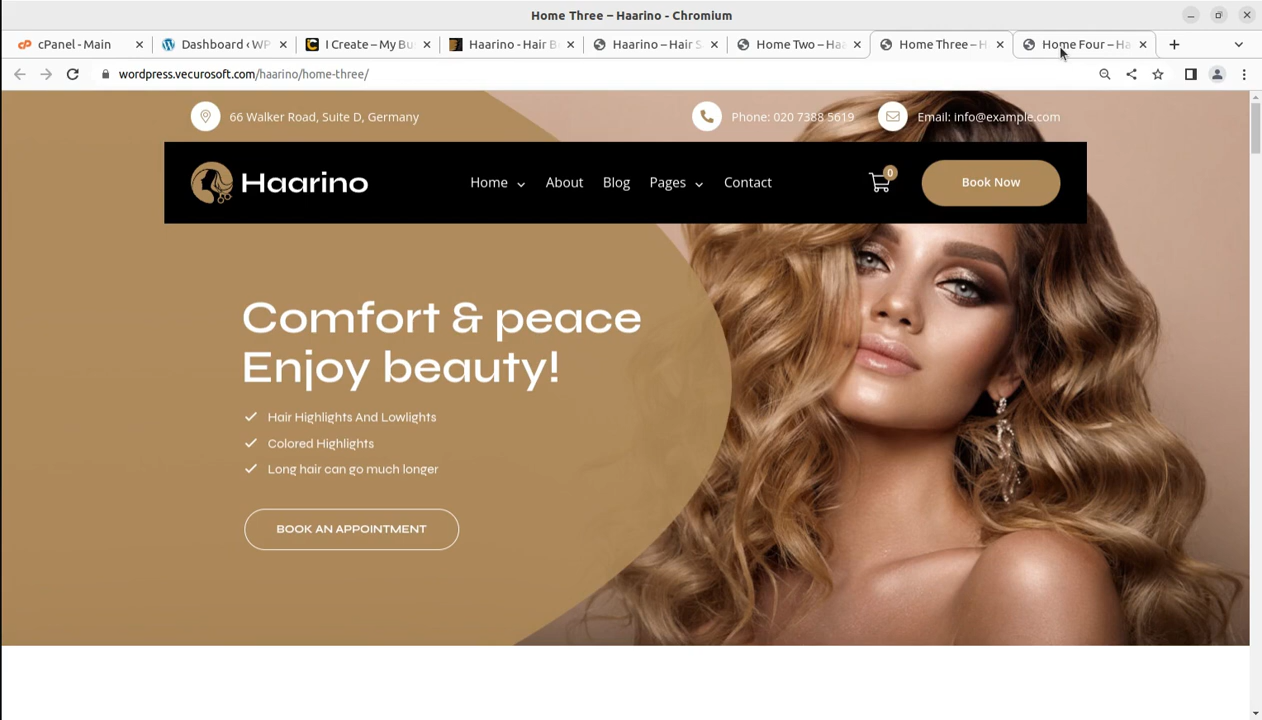 Home Three – Haarino - Chromium
cPanel - Main
Dashboard ‹ WP
I Create – My Bu
Haarino - Hair B
Haarino – Hair S
Home Two – Haa
Home Three – H
Home Four – Ha
wordpress.vecurosoft.com/haarino/home-three/
66 Walker Road, Suite D, Germany
Phone: 020 7388 5619
Email: info@example.com
Haarino
Home
About
Blog
Pages
Contact
0
Book Now
Comfort & peace
Enjoy beauty!
Hair Highlights And Lowlights
Colored Highlights
Long hair can go much longer
BOOK AN APPOINTMENT